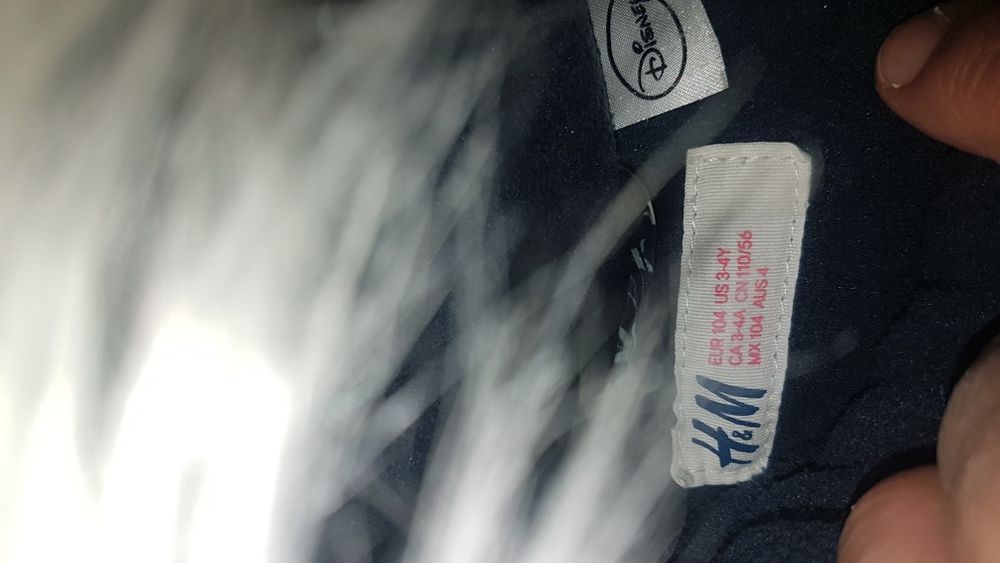 Disney
H&M
EUR 104 US 3-4Y
CA 3-4A CN 110/56
MX 104 AUS 4